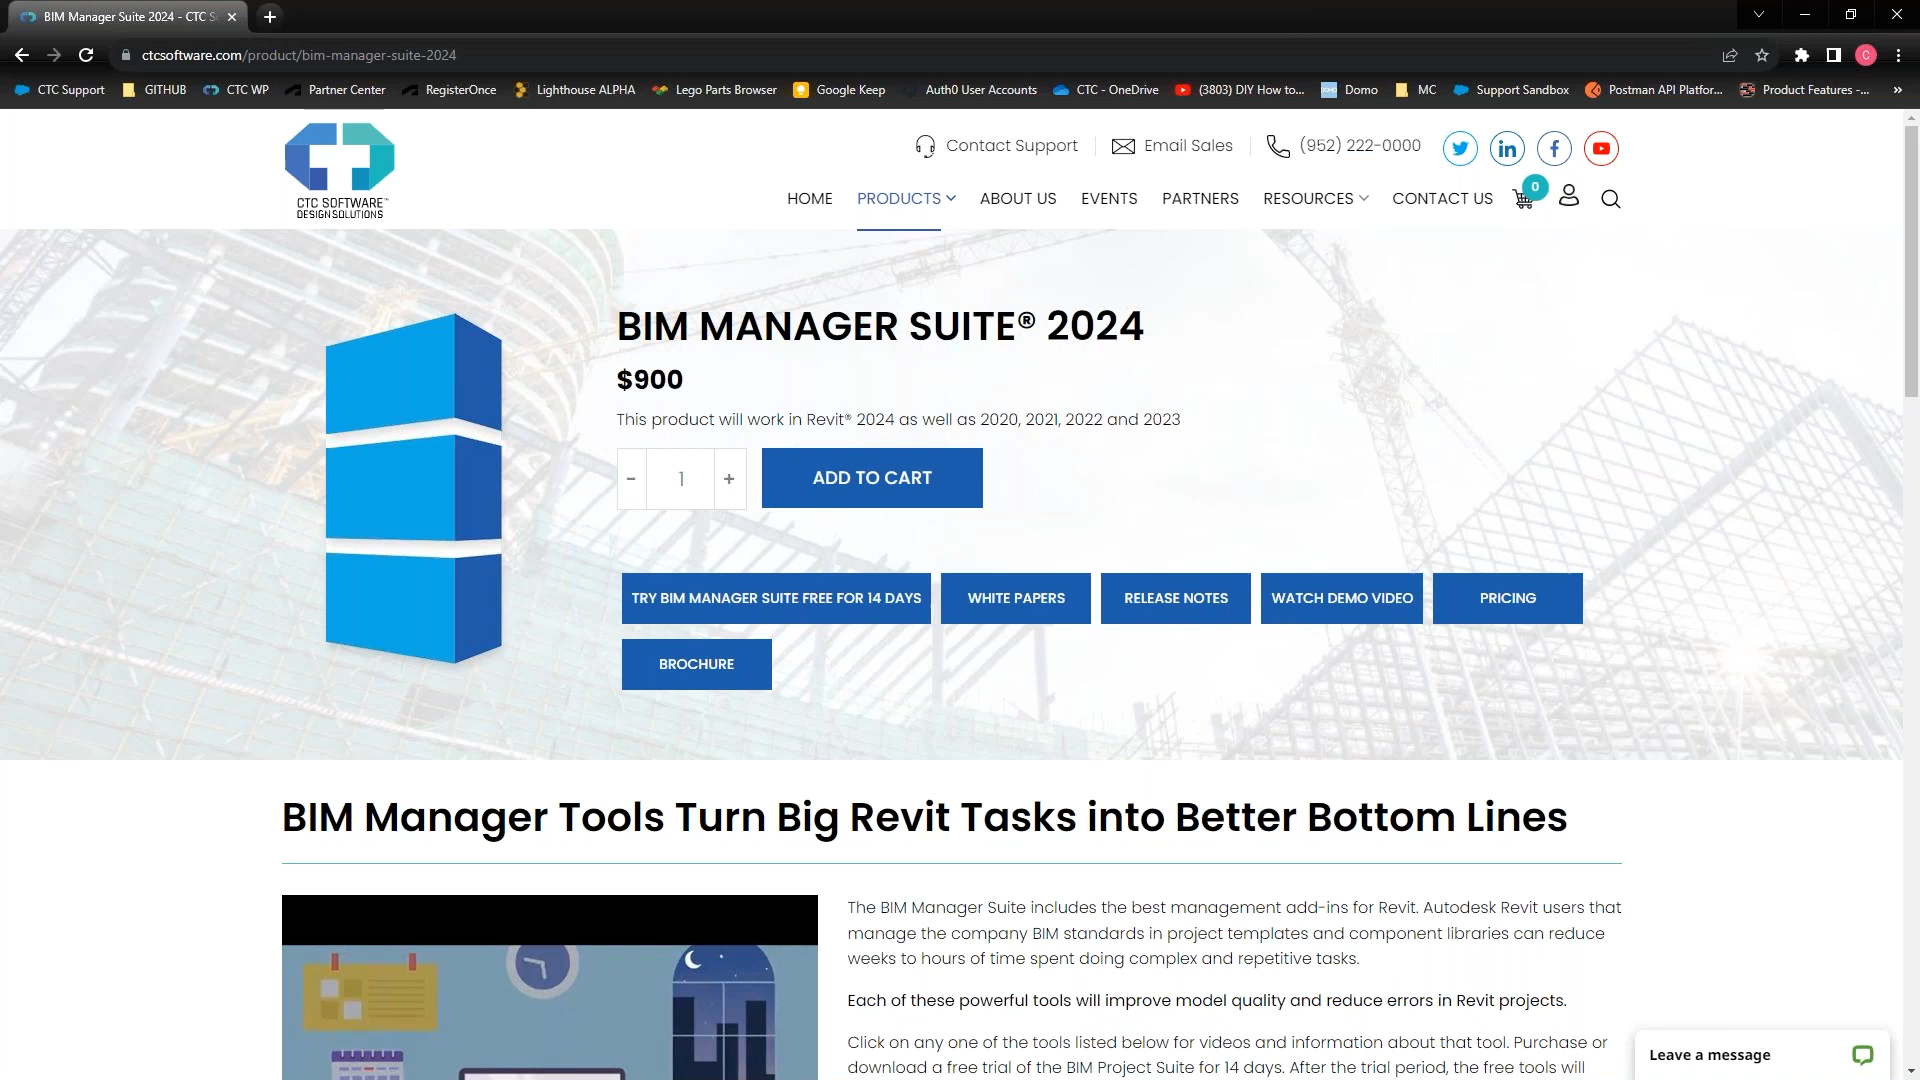 BIM Manager Suite 2024 - CTC S
ctcsoftware.com/product/bim-manager-suite-2024
C
CTC Support
GITHUB
CTC WP
Partner Center
RegisterOnce
Lighthouse ALPHA
Lego Parts Browser
Google Keep
Auth0 User Accounts
CTC - OneDrive
(3803) DIY How to...
Domo
MC
Support Sandbox
Postman API Platfor...
Product Features -...
CTC SOFTWARE™
DESIGN SOLUTIONS
Contact Support
Email Sales
(952) 222-0000
HOME
PRODUCTS
ABOUT US
EVENTS
PARTNERS
RESOURCES
CONTACT US
0
BIM MANAGER SUITE® 2024
$900
This product will work in Revit® 2024 as well as 2020, 2021, 2022 and 2023
- 1 +
ADD TO CART
TRY BIM MANAGER SUITE FREE FOR 14 DAYS
WHITE PAPERS
RELEASE NOTES
WATCH DEMO VIDEO
PRICING
BROCHURE
BIM Manager Tools Turn Big Revit Tasks into Better Bottom Lines
The BIM Manager Suite includes the best management add-ins for Revit. Autodesk Revit users that
manage the company BIM standards in project templates and component libraries can reduce
weeks to hours of time spent doing complex and repetitive tasks.
Each of these powerful tools will improve model quality and reduce errors in Revit projects.
Click on any one of the tools listed below for videos and information about that tool. Purchase or
download a free trial of the BIM Project Suite for 14 days. After the trial period, the free tools will
Leave a message